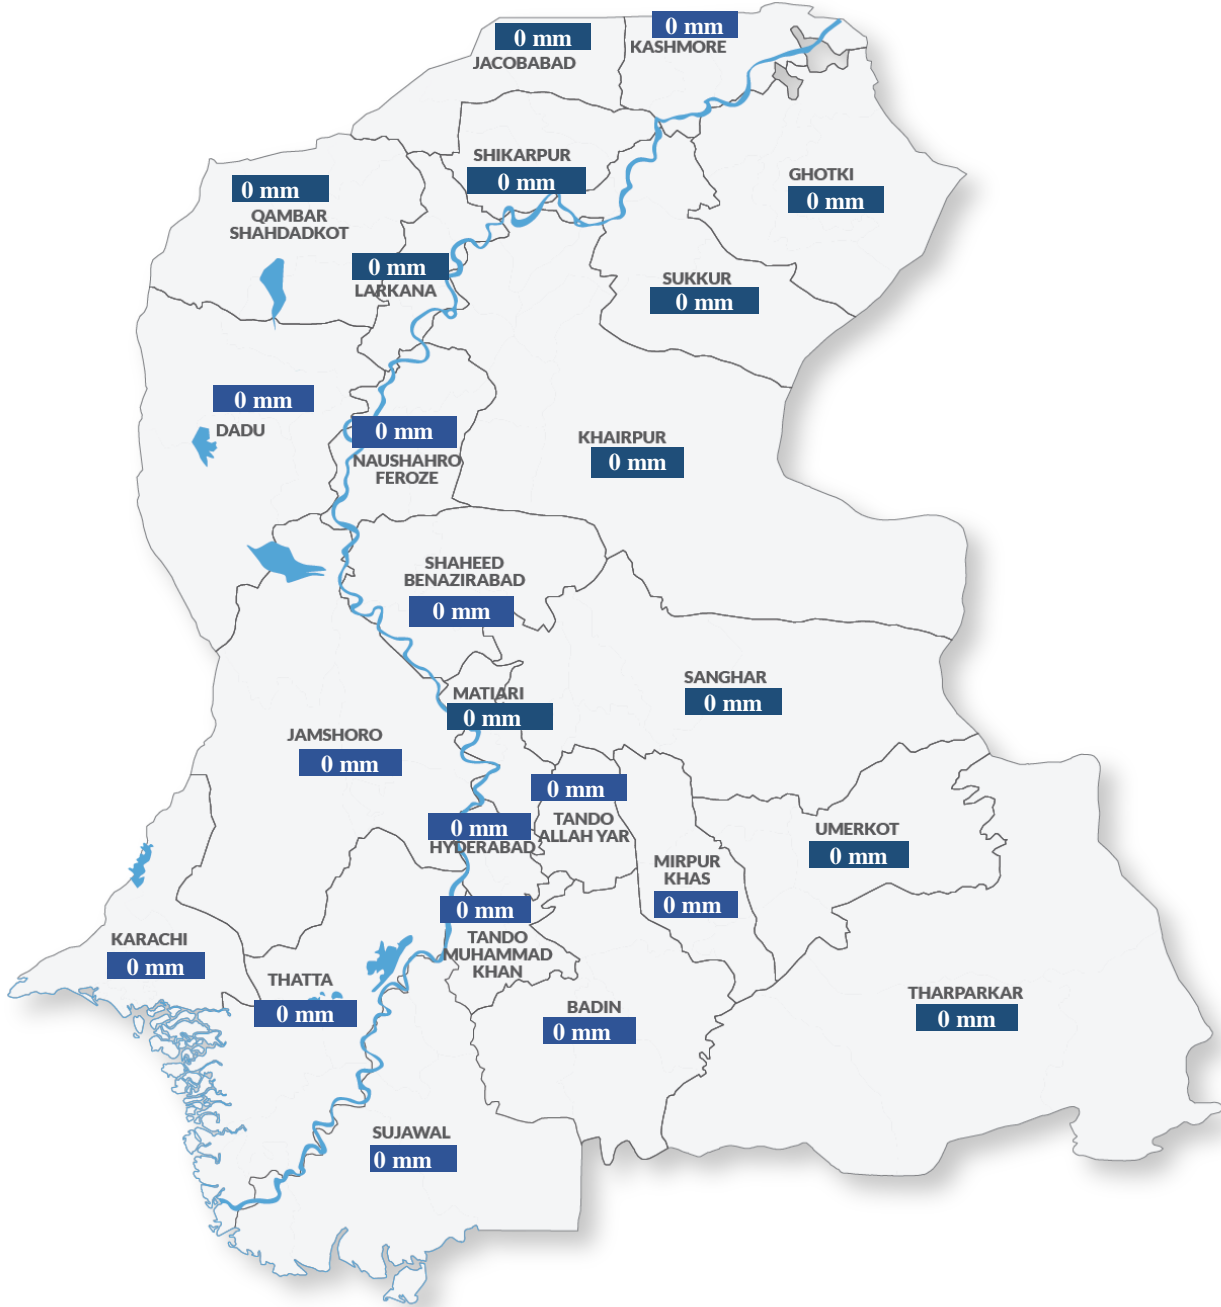 0 mm
KASHMORE
0 mm
JACOBABAD
SHIKARPUR
0 mm
GHOTKI
0 mm
0 mm
QAMBAR
SHAHDADKOT
0 mm
LARKANA
SUKKUR
0 mm
0 mm
DADU
0 mm
NAUSHAHRO
FEROZE
KHAIRPUR
0 mm
SHAHEED
BENAZIRABAD
0 mm
SANGHAR
0 mm
MATIARI
0 mm
JAMSHORO
0 mm
0 mm
TANDO
ALLAH YAR
0 mm
HYDERABAD
UMERKOT
0 mm
MIRPUR
KHAS
0 mm
0 mm
TANDO
MUHAMMAD
KHAN
KARACHI
0 mm
THATTA
0 mm
BADIN
0 mm
THARPARKAR
0 mm
SUJAWAL
0 mm